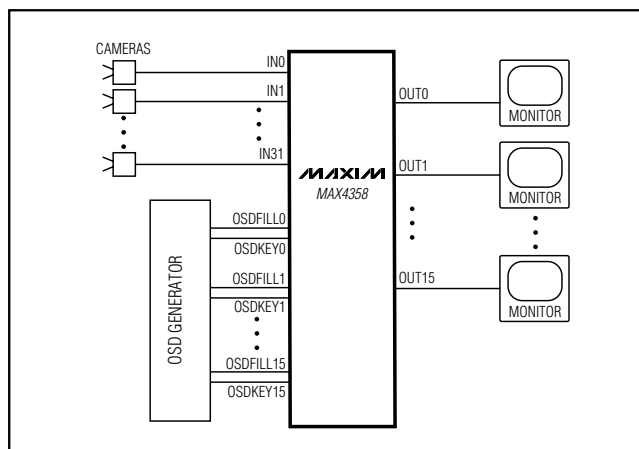 CAMERAS
IN0
IN1
IN31
OUT0
MONITOR
OUT1
MONITOR
OUT15
MONITOR
MAXIM
MAX4358
OSD GENERATOR
OSDFILL0
OSDKEY0
OSDFILL1
OSDKEY1
OSDFILL15
OSDKEY15